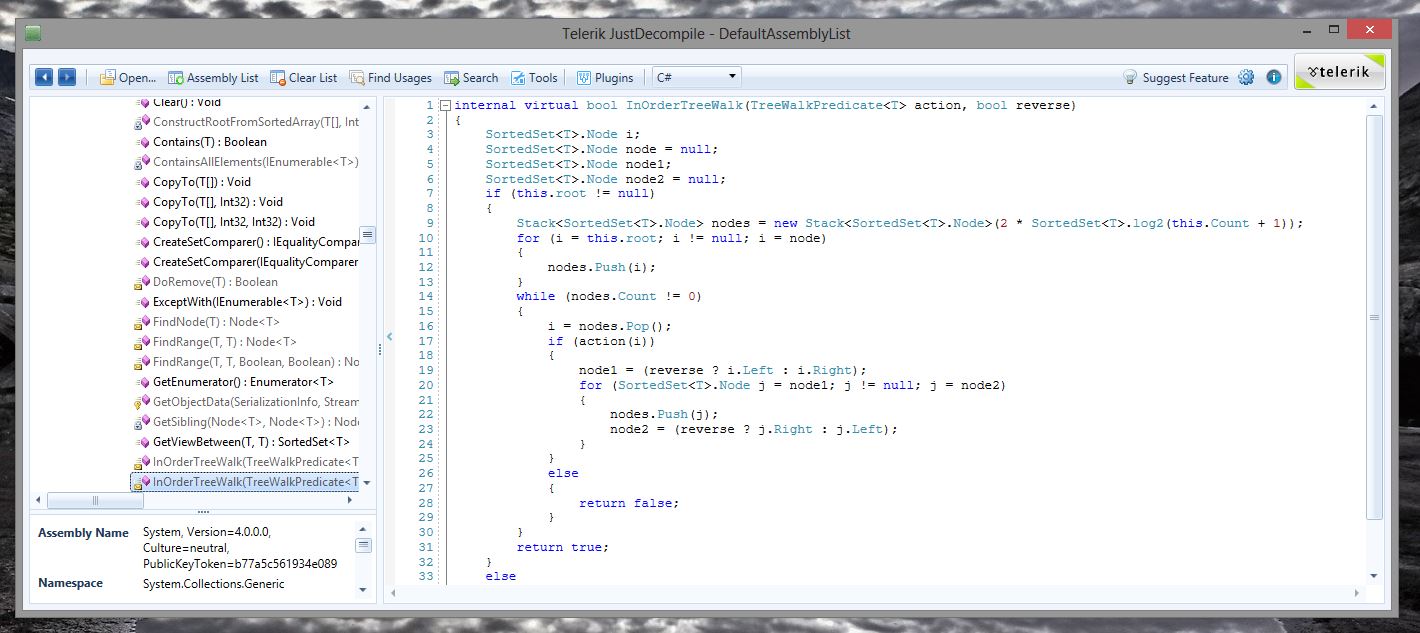 Telerik JustDecompile - DefaultAssemblyList
Open... Assembly List Clear List Find Usages Search Tools Plugins C# Suggest Feature telerik
Clear() : Void
ConstructRootFromSortedArray(T[], Int
Contains(T) : Boolean
ContainsAllElements(IEnumerable<T>)
CopyTo(T[]) : Void
CopyTo(T[], Int32) : Void
CopyTo(T[], Int32, Int32) : Void
CreateSetComparer() : IEqualityCompar
CreateSetComparer(IEqualityComparer
DoRemove(T) : Boolean
ExceptWith(IEnumerable<T>) : Void
FindNode(T) : Node<T>
FindRange(T, T) : Node<T>
FindRange(T, T, Boolean, Boolean) : No
GetEnumerator() : Enumerator<T>
GetObjectData(SerializationInfo, Stream
GetSibling(Node<T>, Node<T>) : Node
GetViewBetween(T, T) : SortedSet<T>
InOrderTreeWalk(TreeWalkPredicate<T
InOrderTreeWalk(TreeWalkPredicate<T
Assembly Name System, Version=4.0.0.0,
Culture=neutral,
PublicKeyToken=b77a5c561934e089
Namespace System.Collections.Generic
1 internal virtual bool InOrderTreeWalk(TreeWalkPredicate<T> action, bool reverse)
2 {
3 SortedSet<T>.Node i;
4 SortedSet<T>.Node node = null;
5 SortedSet<T>.Node node1;
6 SortedSet<T>.Node node2 = null;
7 if (this.root != null)
8 {
9 Stack<SortedSet<T>.Node> nodes = new Stack<SortedSet<T>.Node>(2 * SortedSet<T>.log2(this.Count + 1));
10 for (i = this.root; i != null; i = node)
11 {
12 nodes.Push(i);
13 }
14 while (nodes.Count != 0)
15 {
16 i = nodes.Pop();
17 if (action(i))
18 {
19 node1 = (reverse ? i.Left : i.Right);
20 for (SortedSet<T>.Node j = node1; j != null; j = node2)
21 {
22 nodes.Push(j);
23 node2 = (reverse ? j.Right : j.Left);
24 }
25 }
26 else
27 {
28 return false;
29 }
30 }
31 return true;
32 }
33 else